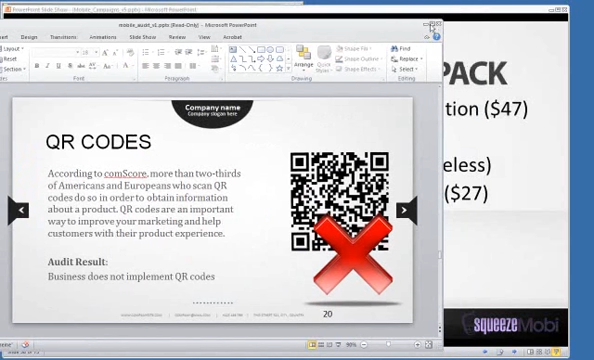 PowerPoint Slide Show - [Mobile_Campaigns_v9.pptx] - Microsoft PowerPoint
mobile_audit_v1.pptx [Read-Only] - Microsoft PowerPoint
Design Transitions Animations Slide Show Review View Acrobat
Layout
Reset
Section
Arrange
Quick Styles
Shape Fill
Shape Outline
Shape Effects
Find
Replace
Select
Font
Paragraph
Drawing
Editing
Company name
Company slogan here
QR CODES
According to comScore, more than two-thirds
of Americans and Europeans who scan QR
codes do so in order to obtain information
about a product. QR codes are an important
way to improve your marketing and help
customers with their product experience.
Audit Result:
Business does not implement QR codes
20
90%
PACK
tion ($47)
eless)
($27)
squeezeMobi